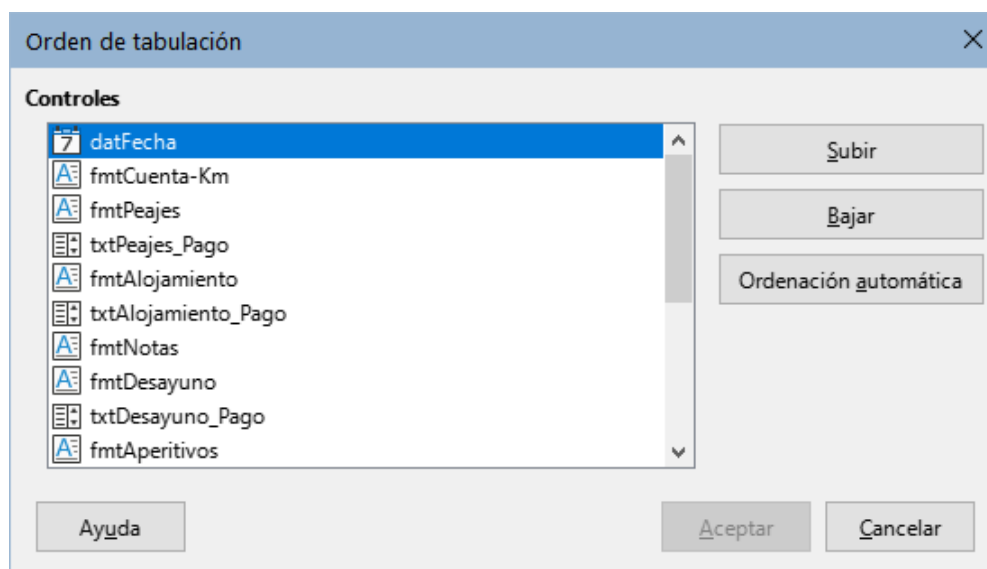 Orden de tabulación
Controles
7 datFecha
fmtCuenta-Km
fmtPeajes
txtPeajes_Pago
fmtAlojamiento
txtAlojamiento_Pago
fmtNotas
fmtDesayuno
txtDesayuno_Pago
fmtAperitivos
Subir
Bajar
Ordenación automática
Ayuda
Aceptar
Cancelar